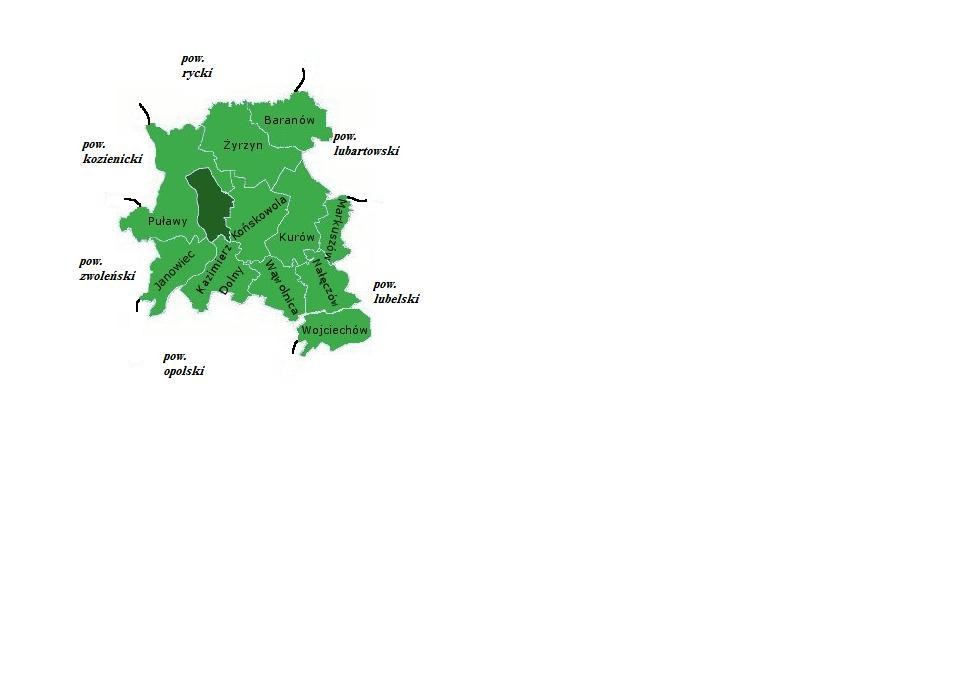 pow.
rycki
Baranów
pow.
lubartowski
Żyrzyn
pow.
kozienicki
Puławy
Końskowola
Markuszów
Kurów
Janowiec
Kazimierz
Dolny
Wąwolnica
Nałęczów
pow.
zwoleński
pow.
lubelski
Wojciechów
pow.
opolski